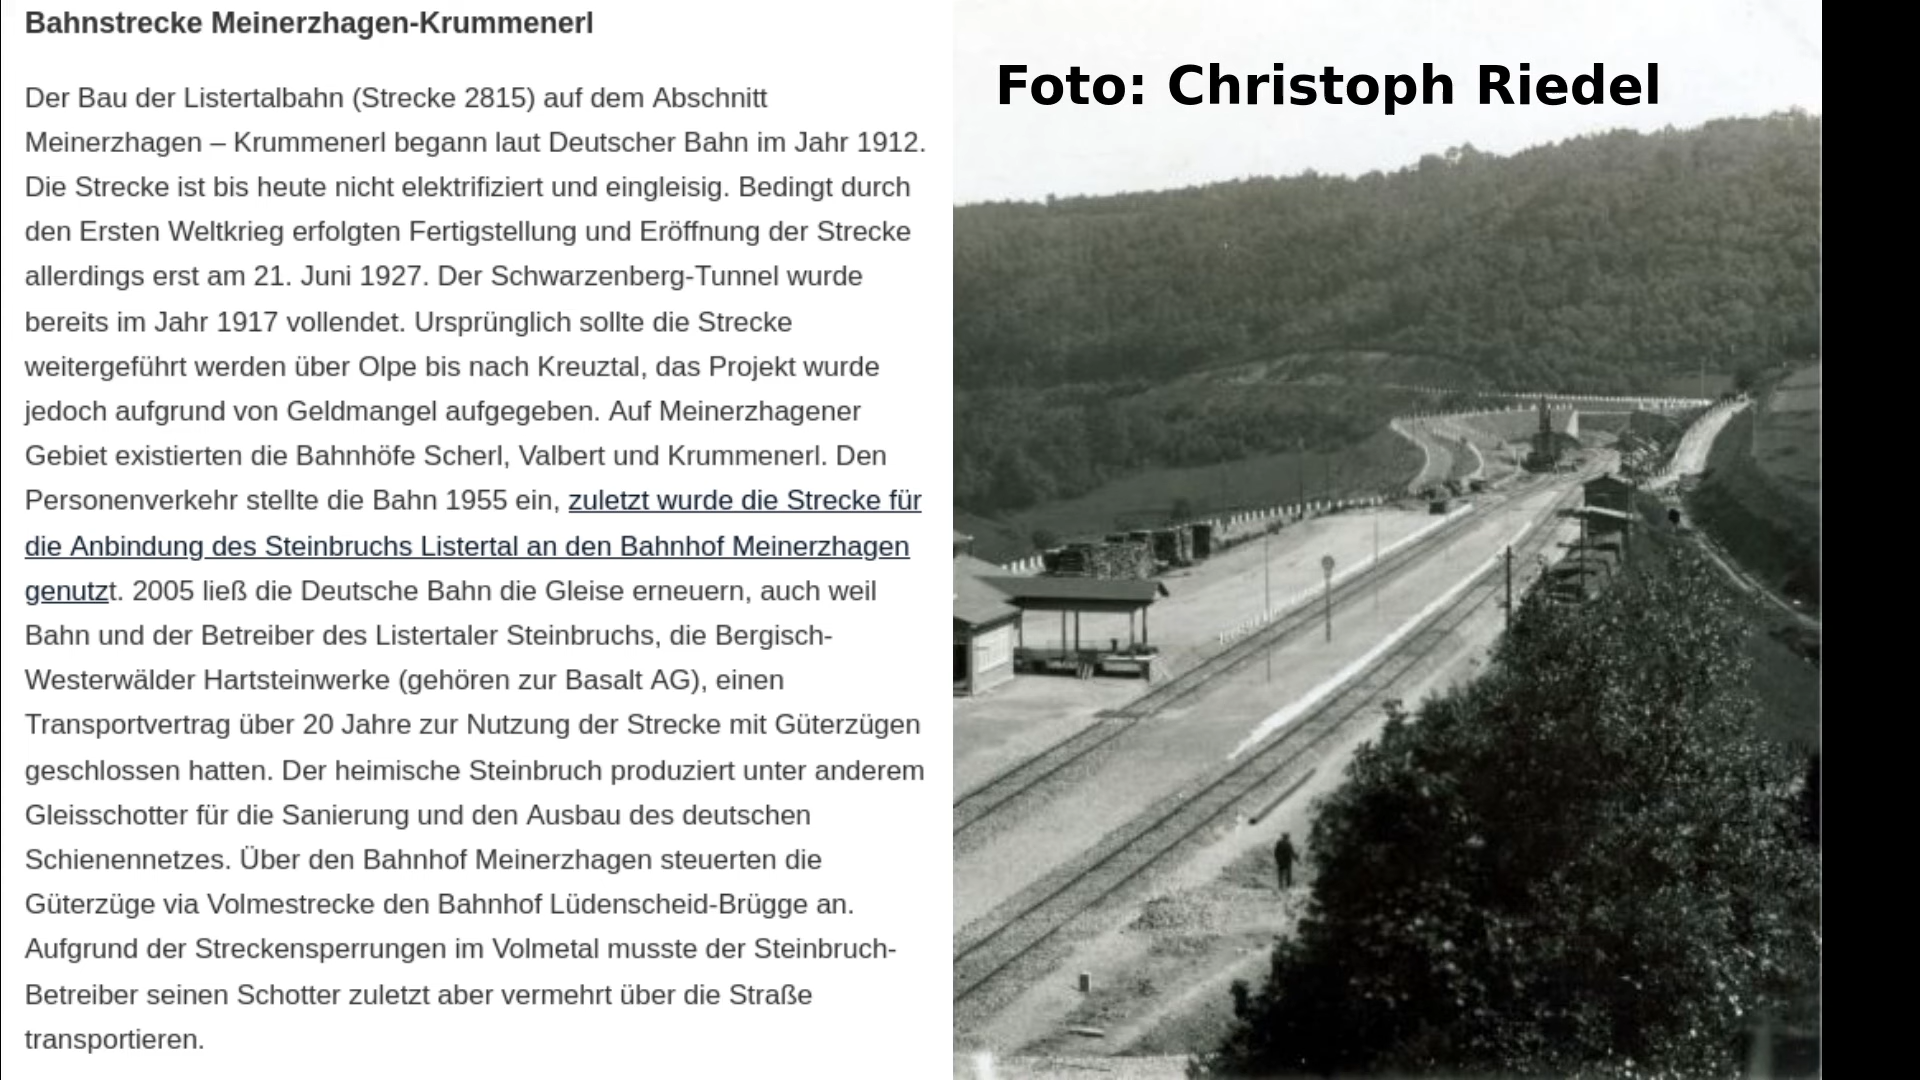 Bahnstrecke Meinerzhagen-Krummenerl
Der Bau der Listertalbahn (Strecke 2815) auf dem Abschnitt
Meinerzhagen – Krummenerl begann laut Deutscher Bahn im Jahr 1912.
Die Strecke ist bis heute nicht elektrifiziert und eingleisig. Bedingt durch
den Ersten Weltkrieg erfolgten Fertigstellung und Eröffnung der Strecke
allerdings erst am 21. Juni 1927. Der Schwarzenberg-Tunnel wurde
bereits im Jahr 1917 vollendet. Ursprünglich sollte die Strecke
weitergeführt werden über Olpe bis nach Kreuztal, das Projekt wurde
jedoch aufgrund von Geldmangel aufgegeben. Auf Meinerzhagener
Gebiet existierten die Bahnhöfe Scherl, Valbert und Krummenerl. Den
Personenverkehr stellte die Bahn 1955 ein, zuletzt wurde die Strecke für
die Anbindung des Steinbruchs Listertal an den Bahnhof Meinerzhagen
genutzt. 2005 ließ die Deutsche Bahn die Gleise erneuern, auch weil
Bahn und der Betreiber des Listertaler Steinbruchs, die Bergisch-
Westerwälder Hartsteinwerke (gehören zur Basalt AG), einen
Transportvertrag über 20 Jahre zur Nutzung der Strecke mit Güterzügen
geschlossen hatten. Der heimische Steinbruch produziert unter anderem
Gleisschotter für die Sanierung und den Ausbau des deutschen
Schienennetzes. Über den Bahnhof Meinerzhagen steuerten die
Güterzüge via Volmestrecke den Bahnhof Lüdenscheid-Brügge an.
Aufgrund der Streckensperrungen im Volmetal musste der Steinbruch-
Betreiber seinen Schotter zuletzt aber vermehrt über die Straße
transportieren.
Foto: Christoph Riedel